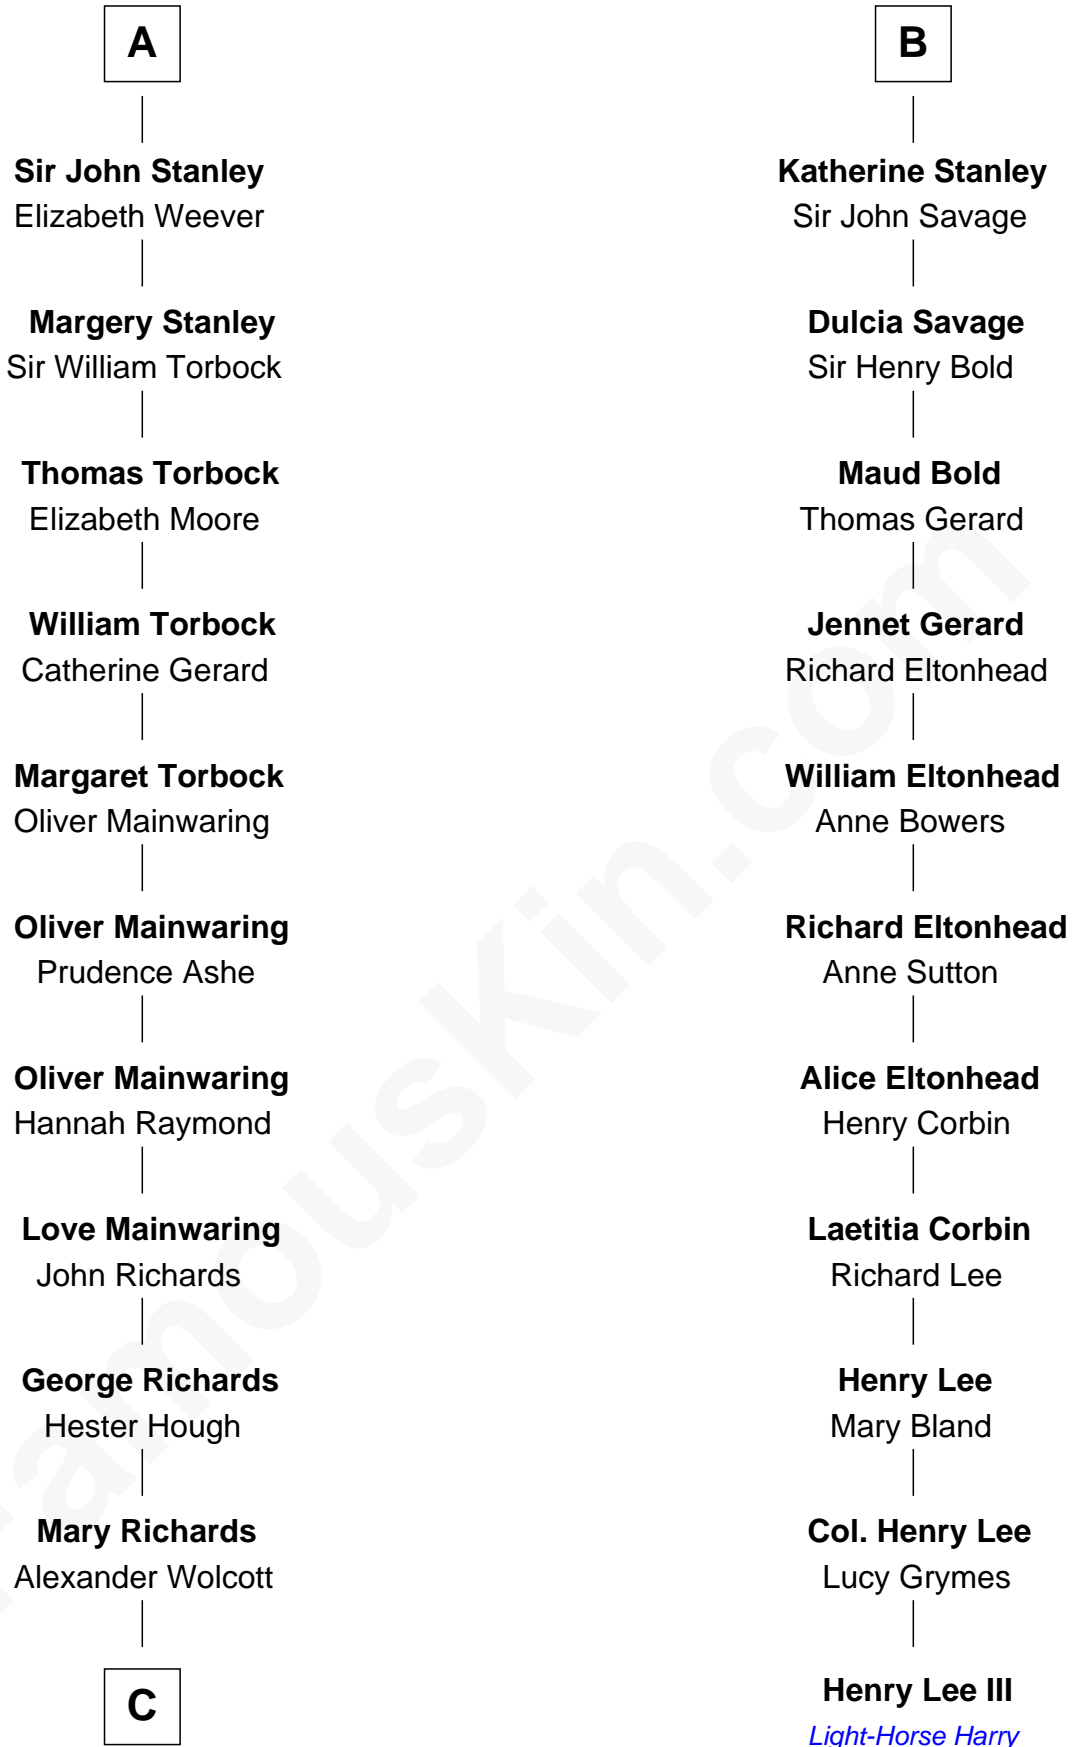 A
Sir John Stanley
Elizabeth Weever
Margery Stanley
Sir William Torbock
Thomas Torbock
Elizabeth Moore
William Torbock
Catherine Gerard
Margaret Torbock
Oliver Mainwaring
Oliver Mainwaring
Prudence Ashe
Oliver Mainwaring
Hannah Raymond
Love Mainwaring
John Richards
George Richards
Hester Hough
Mary Richards
Alexander Wolcott
C
B
Katherine Stanley
Sir John Savage
Dulcia Savage
Sir Henry Bold
Maud Bold
Thomas Gerard
Jennet Gerard
Richard Eltonhead
William Eltonhead
Anne Bowers
Richard Eltonhead
Anne Sutton
Alice Eltonhead
Henry Corbin
Laetitia Corbin
Richard Lee
Henry Lee
Mary Bland
Col. Henry Lee
Lucy Grymes
Henry Lee III
Light-Horse Harry
FamousKin.com